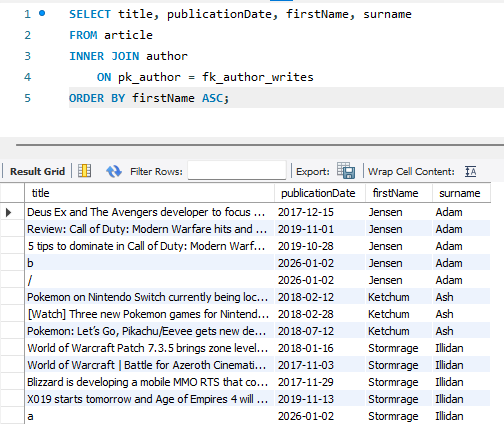 1 SELECT title, publicationDate, firstName, surname
2 FROM article
3 INNER JOIN author
4 ON pk_author = fk_author_writes
5 ORDER BY firstName ASC;
Result Grid Filter Rows: Export: Wrap Cell Content:
title publicationDate firstName surname
Deus Ex and The Avengers developer to focus ... 2017-12-15 Jensen Adam
Review: Call of Duty: Modern Warfare hits and ... 2019-11-01 Jensen Adam
5 tips to dominate in Call of Duty: Modern Warf... 2019-10-28 Jensen Adam
b 2026-01-02 Jensen Adam
/ 2026-01-02 Jensen Adam
Pokemon on Nintendo Switch currently being loc... 2018-02-12 Ketchum Ash
[Watch] Three new Pokemon games for Nintend... 2018-02-28 Ketchum Ash
Pokemon: Let's Go, Pikachu/Eevee gets new de... 2018-07-12 Ketchum Ash
World of Warcraft Patch 7.3.5 brings zone level... 2018-01-16 Stormrage Illidan
World of Warcraft | Battle for Azeroth Cinemati... 2017-11-03 Stormrage Illidan
Blizzard is developing a mobile MMO RTS that co... 2017-11-29 Stormrage Illidan
X019 starts tomorrow and Age of Empires 4 will ... 2019-11-13 Stormrage Illidan
a 2026-01-02 Stormrage Illidan